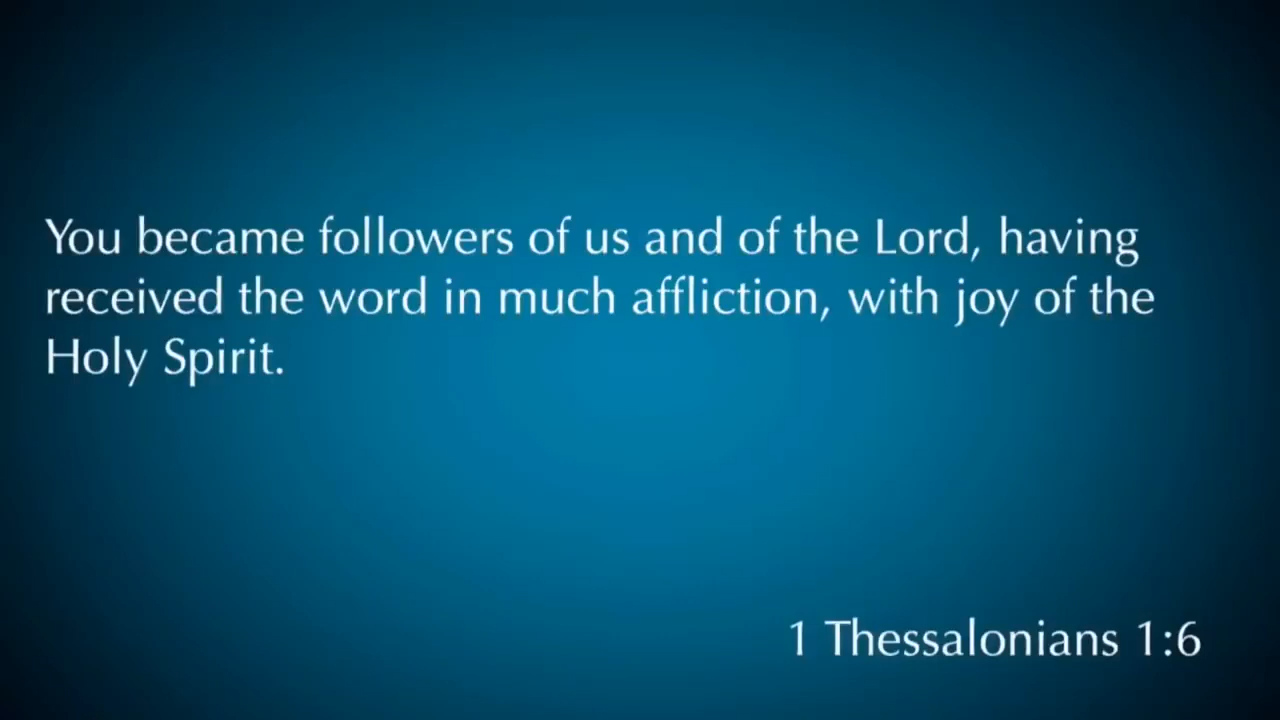 You became followers of us and of the Lord, having
received the word in much affliction, with joy of the
Holy Spirit.
1 Thessalonians 1:6